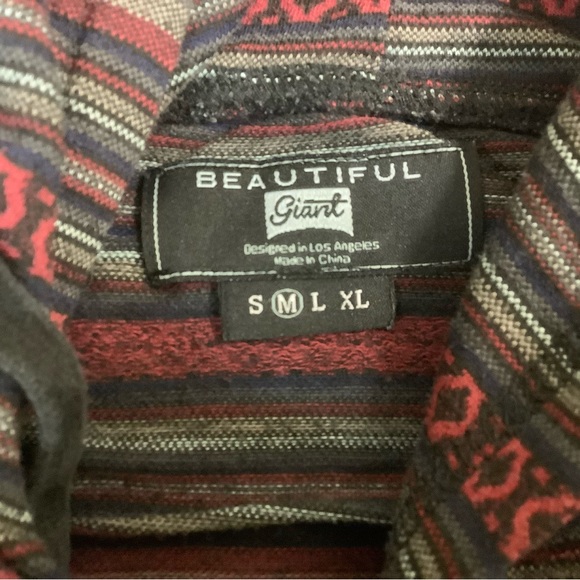 BEAUTIFUL
Giant
Designed in Los Angeles
Made In China
S M L XL